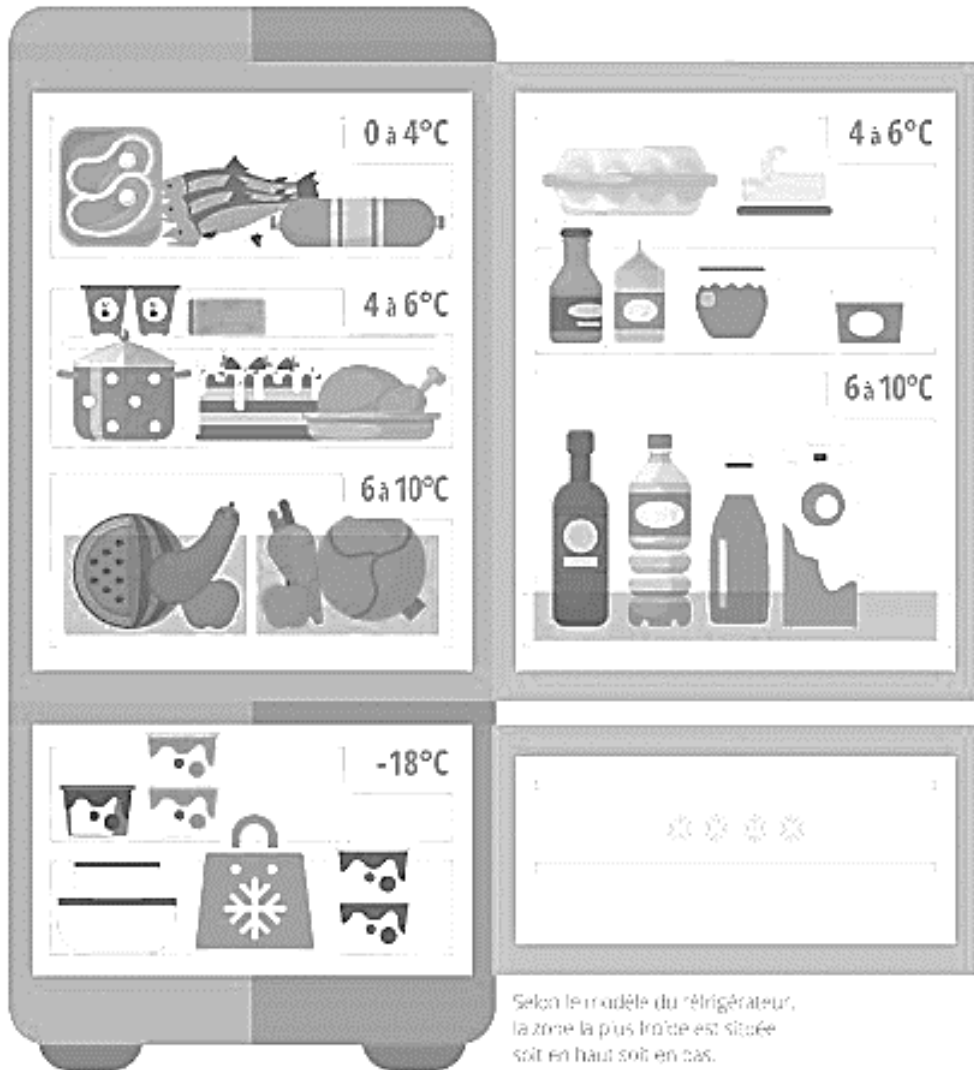 0 à 4°C
4 à 6°C
4 à 6°C
6 à 10°C
6 à 10°C
-18°C
Selon le modèle du réfrigérateur,
la zone la plus froide est située
soit en haut soit en bas.